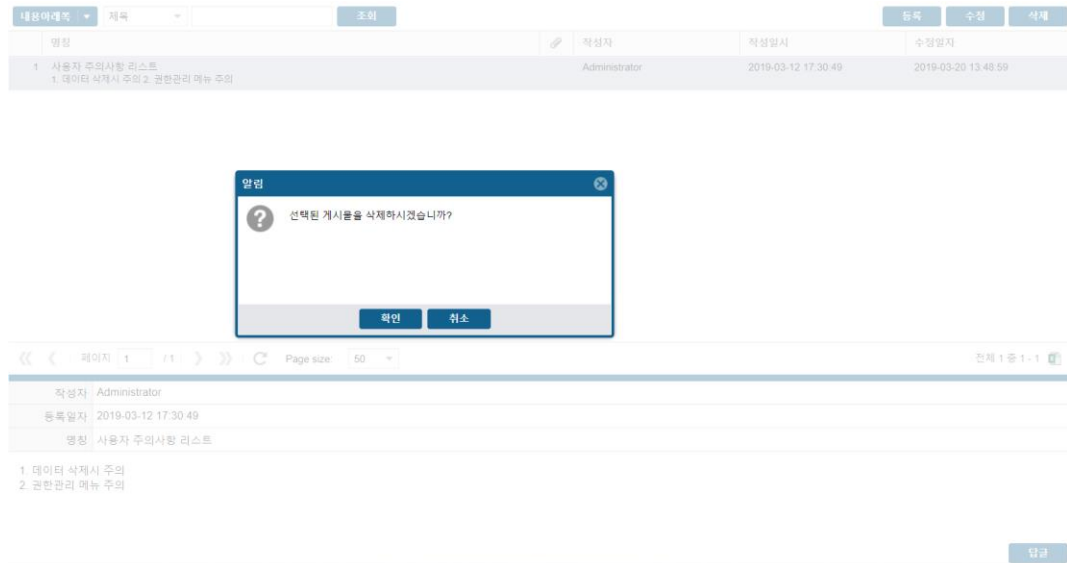 내용아래쪽 제목 조회 등록 수정 삭제
명칭 작성자 작성일시 수정일자
1 사용자 주의사항 리스트 Administrator 2019-03-12 17:30:49 2019-03-20 13:48:59
1. 데이터 삭제시 주의 2. 권한관리 메뉴 주의
알림
선택된 게시물을 삭제하시겠습니까?
확인 취소
페이지 1 / 1 Page size: 50 전체 1 중 1 - 1
작성자 Administrator
등록일자 2019-03-12 17:30:49
명칭 사용자 주의사항 리스트
1. 데이터 삭제시 주의
2. 권한관리 메뉴 주의
답글